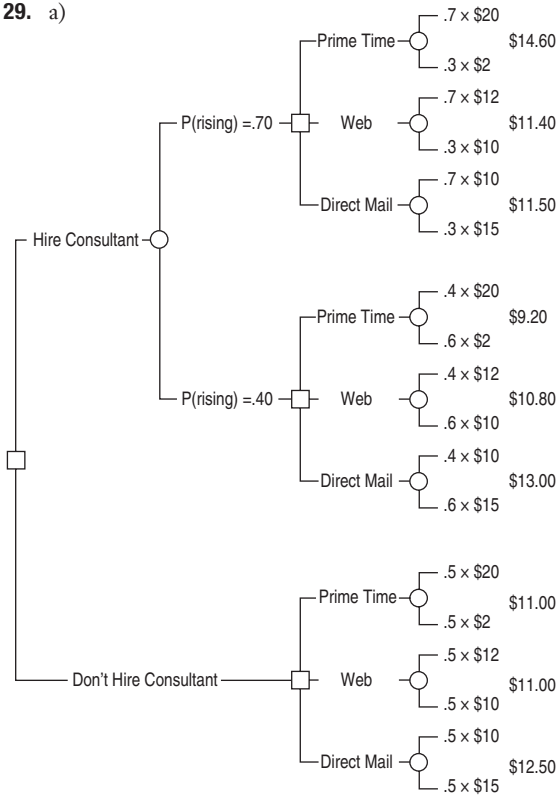 29. a)
.7 x $20
Prime Time
$14.60
.3 x $2
.7 x $12
P(rising) =.70
Web
$11.40
.3 x $10
.7 x $10
Direct Mail
$11.50
.3 x $15
Hire Consultant
.4 x $20
Prime Time
$9.20
.6 x $2
.4 x $12
P(rising) =.40
Web
$10.80
.6 x $10
.4 x $10
Direct Mail
$13.00
.6 x $15
.5 x $20
Prime Time
$11.00
.5 x $2
.5 x $12
Don't Hire Consultant
Web
$11.00
.5 x $10
.5 x $10
Direct Mail
$12.50
.5 x $15